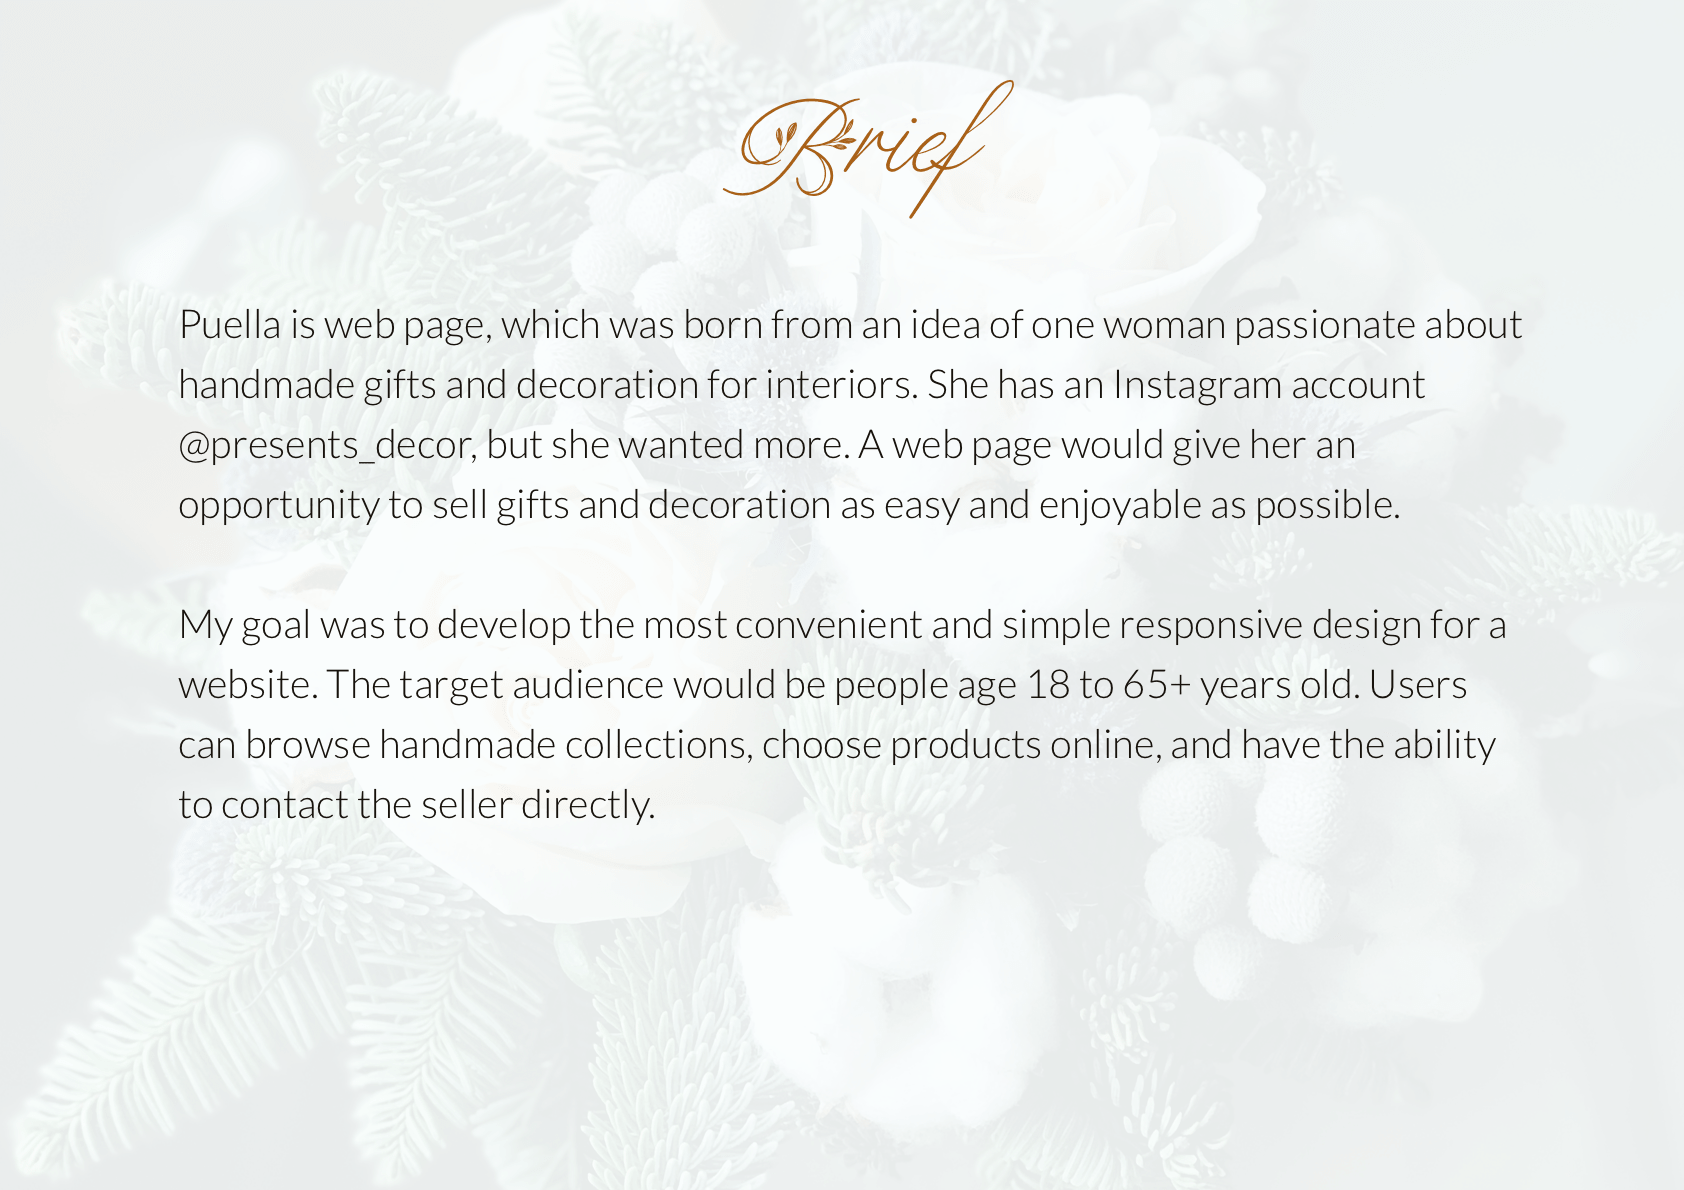 Brief
Puella is web page, which was born from an idea of one woman passionate about
handmade gifts and decoration for interiors. She has an Instagram account
@presents_decor, but she wanted more. A web page would give her an
opportunity to sell gifts and decoration as easy and enjoyable as possible.
My goal was to develop the most convenient and simple responsive design for a
website. The target audience would be people age 18 to 65+ years old. Users
can browse handmade collections, choose products online, and have the ability
to contact the seller directly.